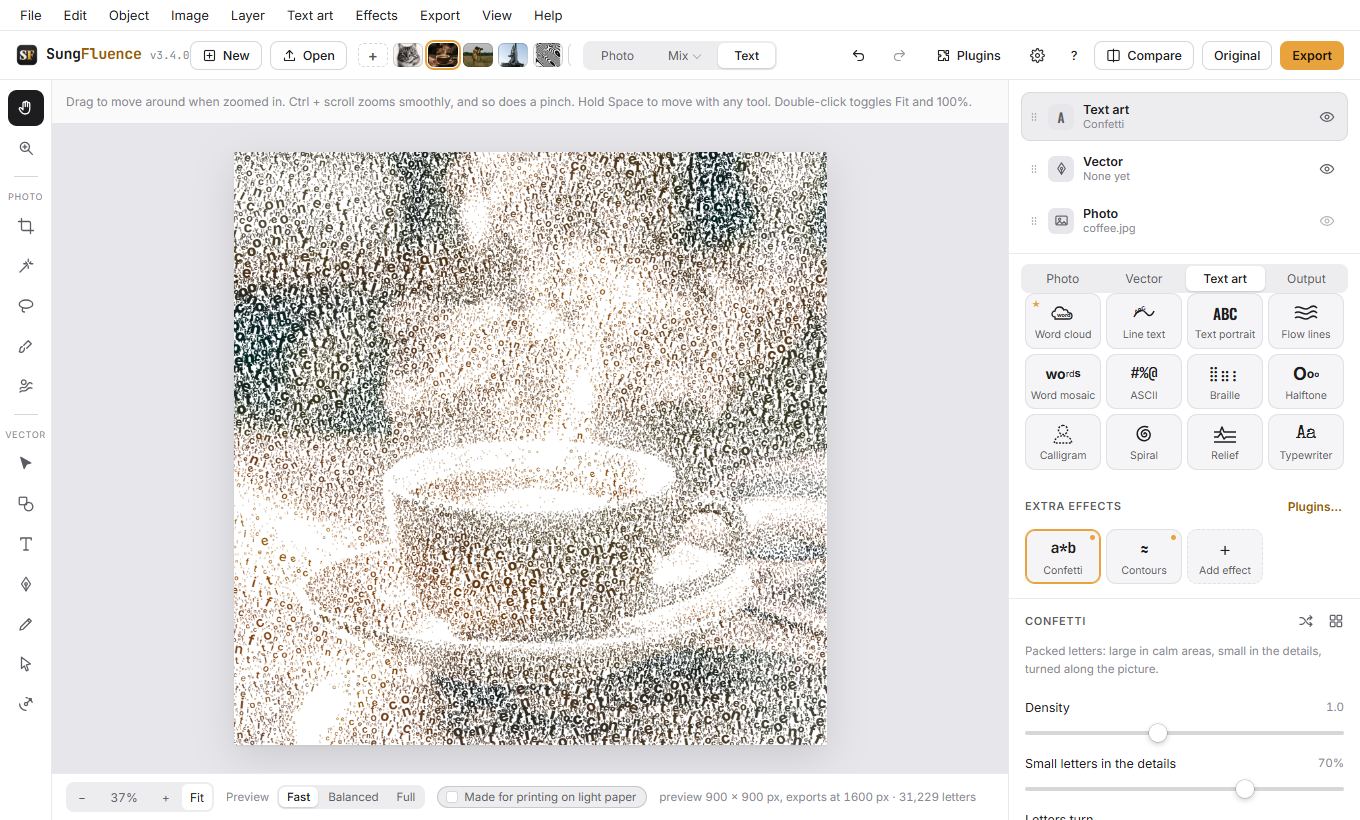 File Edit Object Image Layer Text art Effects Export View Help
SF SungFluence v3.4.0 New Open + Photo Mix Text Plugins ? Compare Original Export
Drag to move around when zoomed in. Ctrl + scroll zooms smoothly, and so does a pinch. Hold Space to move with any tool. Double-click toggles Fit and 100%.
PHOTO
VECTOR
A Text art
Confetti
Vector
None yet
Photo
coffee.jpg
Photo Vector Text art Output
word ABC
Word cloud Line text Text portrait Flow lines
words #%@ Ooo
Word mosaic ASCII Braille Halftone
Aa
Calligram Spiral Relief Typewriter
EXTRA EFFECTS Plugins...
a*b ≈ +
Confetti Contours Add effect
CONFETTI
Packed letters: large in calm areas, small in the details,
turned along the picture.
Density 1.0
Small letters in the details 70%
Letters turn
− 37% + Fit Preview Fast Balanced Full Made for printing on light paper preview 900 × 900 px, exports at 1600 px · 31,229 letters